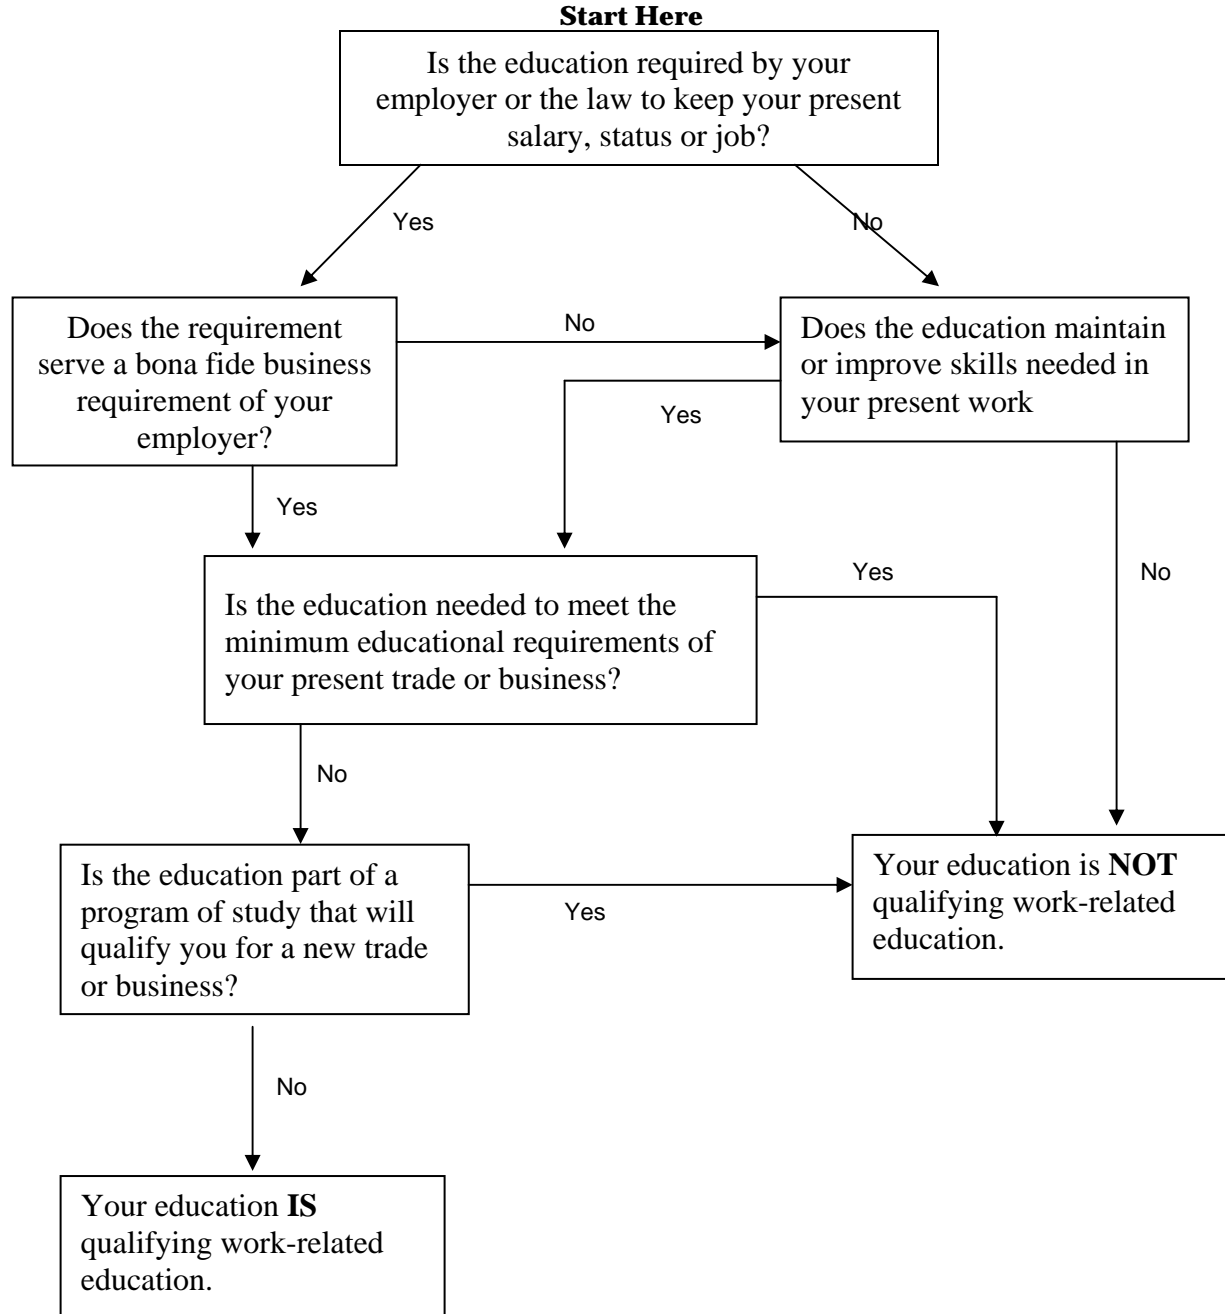 Start Here
Is the education required by your
employer or the law to keep your present
salary, status or job?
Yes
No
Does the requirement
serve a bona fide business
requirement of your
employer?
No
Does the education maintain
or improve skills needed in
your present work
Yes
Yes
Is the education needed to meet the
minimum educational requirements of
your present trade or business?
Yes
No
No
Is the education part of a
program of study that will
qualify you for a new trade
or business?
Yes
Your education is NOT
qualifying work-related
education.
No
Your education IS
qualifying work-related
education.